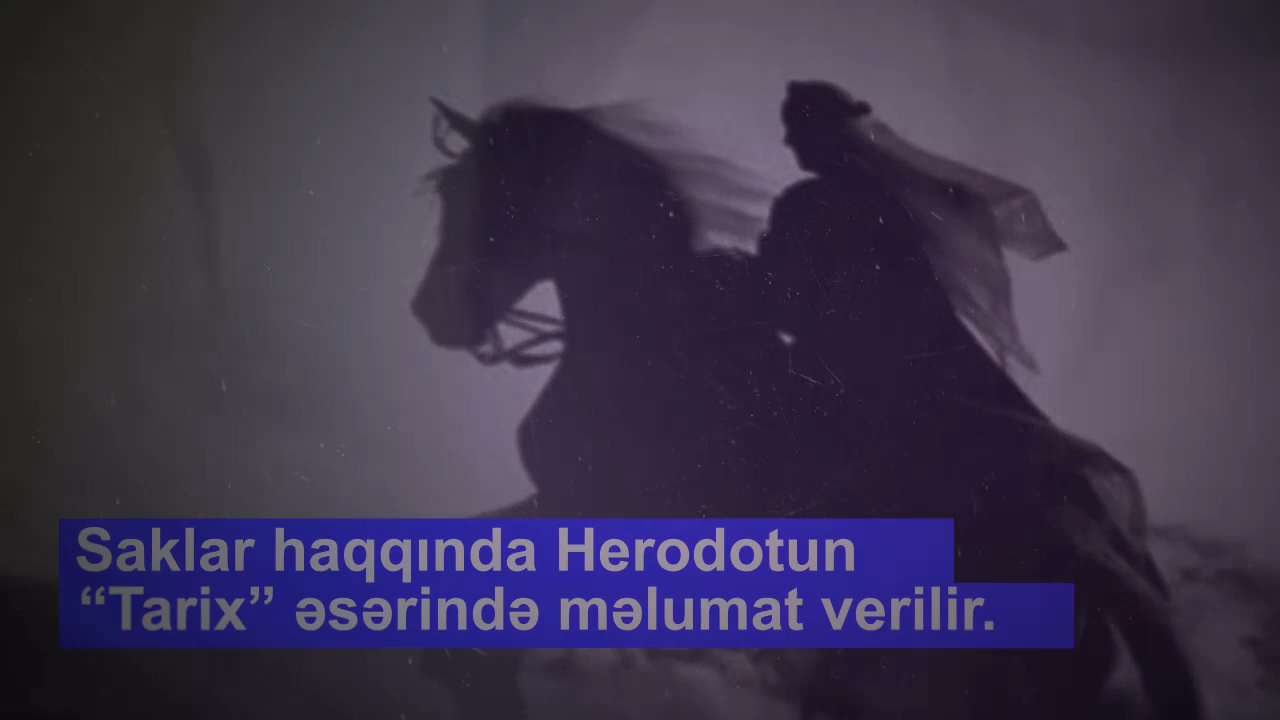 Saklar haqqında Herodotun
“Tarix” əsərində məlumat verilir.